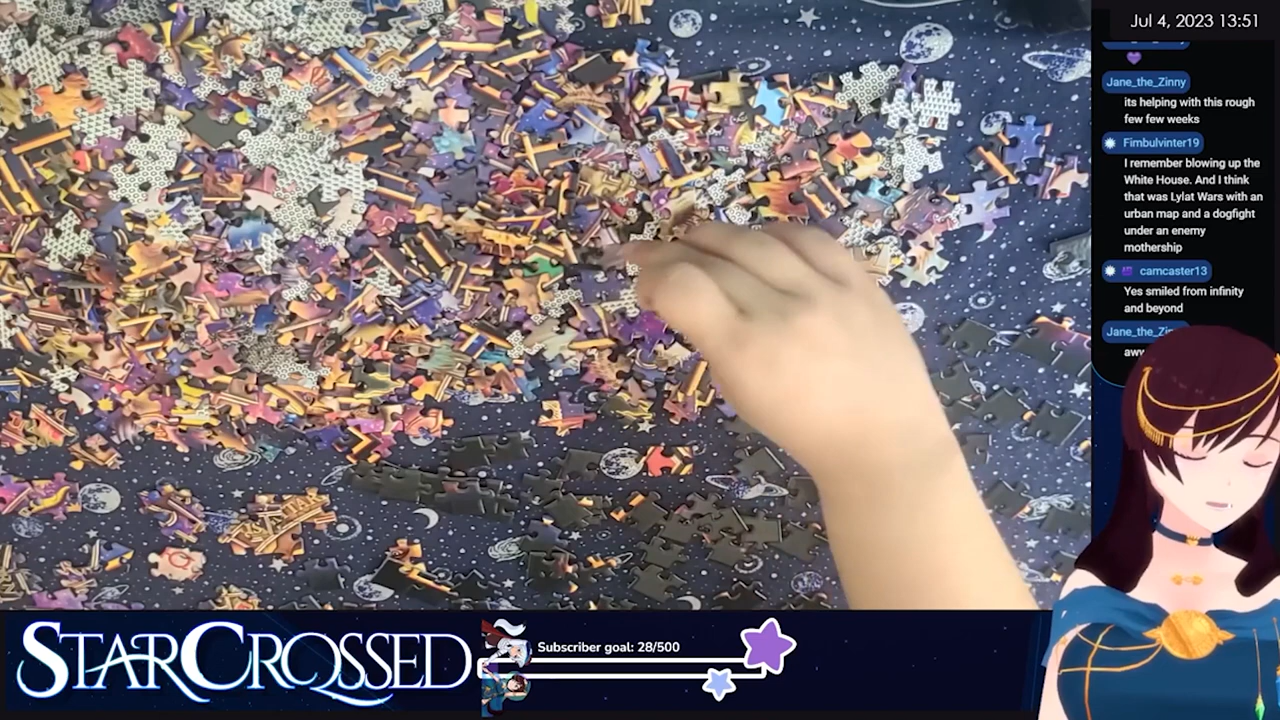 Jul 4, 2023 13:51
Jane_the_Zinny
its helping with this rough
few few weeks
Fimbulvinter19
I remember blowing up the
White House. And I think
that was Lylat Wars with an
urban map and a dogfight
under an enemy
mothership
camcaster13
Yes smiled from infinity
and beyond
aww
STARCROSSED
Subscriber goal: 28/500